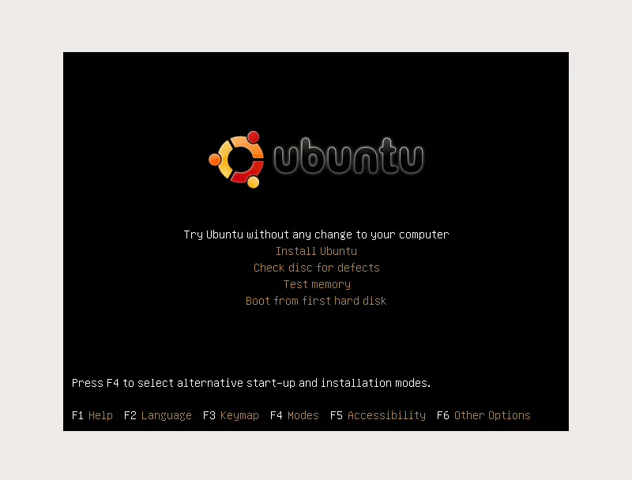 ubuntu
Try Ubuntu without any change to your computer
Install Ubuntu
Check disc for defects
Test memory
Boot from first hard disk
Press F4 to select alternative start-up and installation modes.
F1 Help F2 Language F3 Keymap F4 Modes F5 Accessibility F6 Other Options